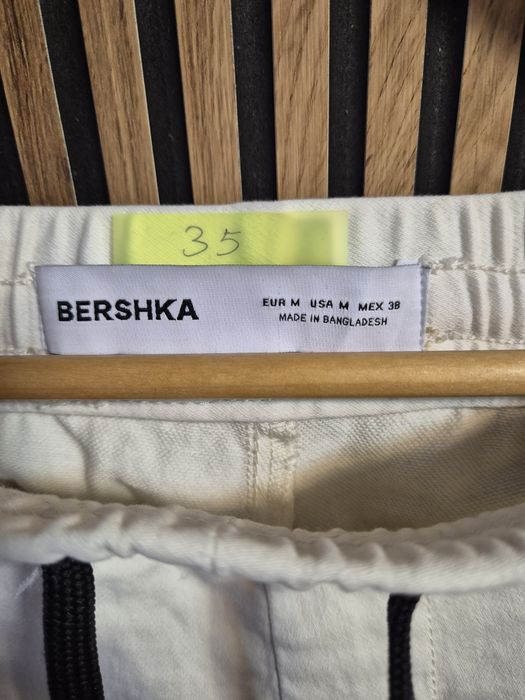 35
BERSHKA
EUR M USA M MEX 38
MADE IN BANGLADESH